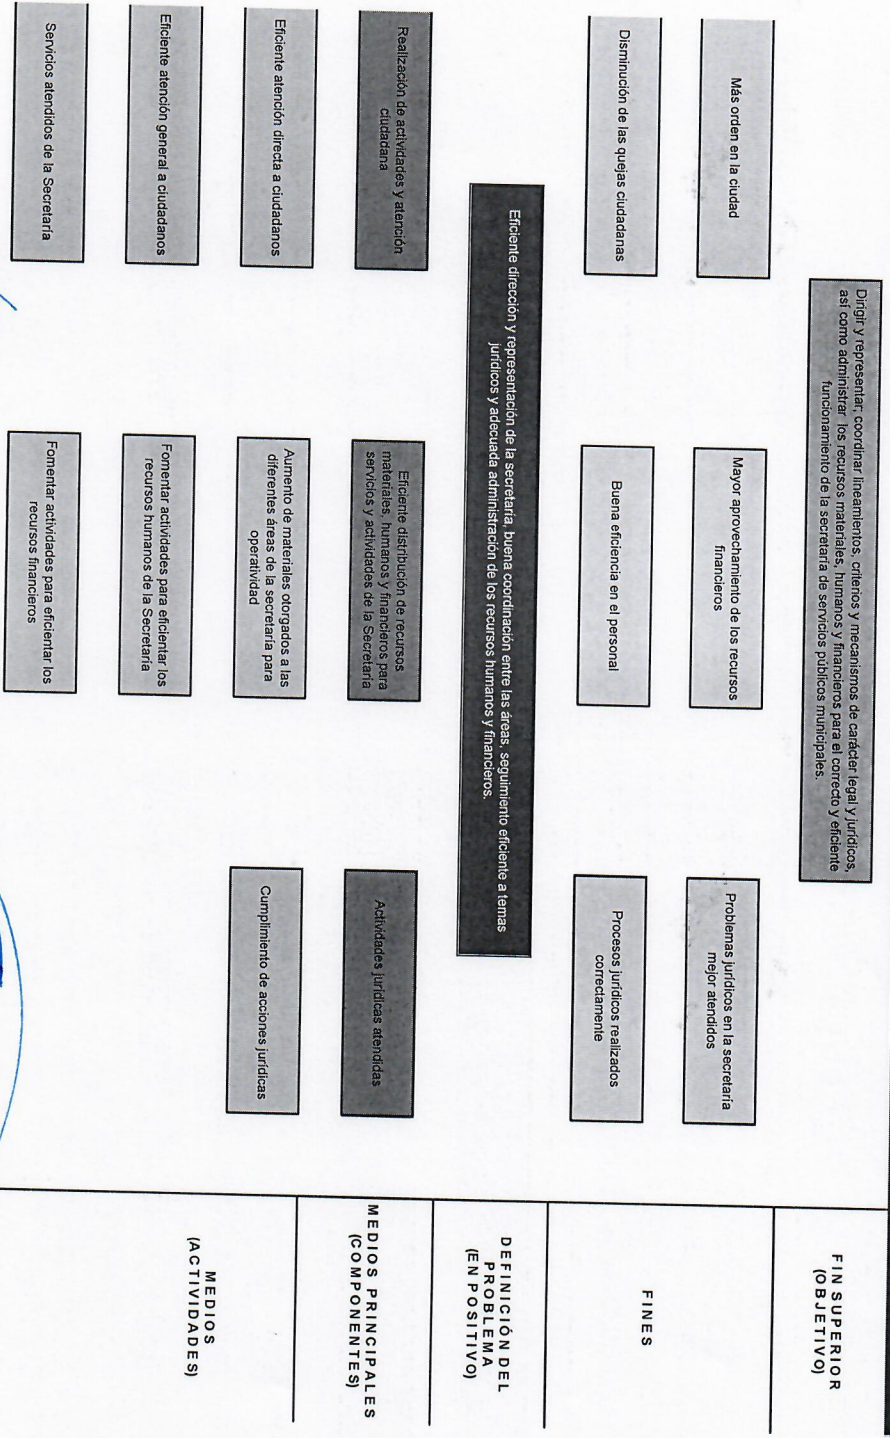 Dirigir y representar; coordinar lineamientos, criterios y mecanismos de carácter legal y jurídicos,
así como administrar los recursos materiales, humanos y financieros para el correcto y eficiente
funcionamiento de la secretaría de servicios públicos municipales.
FIN SUPERIOR
(OBJETIVO)
Más orden en la ciudad
Mayor aprovechamiento de los recursos
financieros
Problemas jurídicos en la secretaría
mejor atendidos
Disminución de las quejas ciudadanas
Buena eficiencia en el personal
Procesos jurídicos realizados
correctamente
FINES
Eficiente dirección y representación de la secretaría, buena coordinación entre las áreas, seguimiento eficiente a temas
jurídicos y adecuada administración de los recursos humanos y financieros.
DEFINICIÓN DEL
PROBLEMA
(EN POSITIVO)
Realización de actividades y atención
ciudadana
Eficiente distribución de recursos
materiales, humanos y financieros para
servicios y actividades de la Secretaría
Actividades jurídicas atendidas
MEDIOS PRINCIPALES
(COMPONENTES)
Eficiente atención directa a ciudadanos
Aumento de materiales otorgados a las
diferentes áreas de la secretaría para
operatividad
Cumplimiento de acciones jurídicas
Eficiente atención general a ciudadanos
Fomentar actividades para eficientar los
recursos humanos de la Secretaría
Servicios atendidos de la Secretaría
Fomentar actividades para eficientar los
recursos financieros
MEDIOS
(ACTIVIDADES)